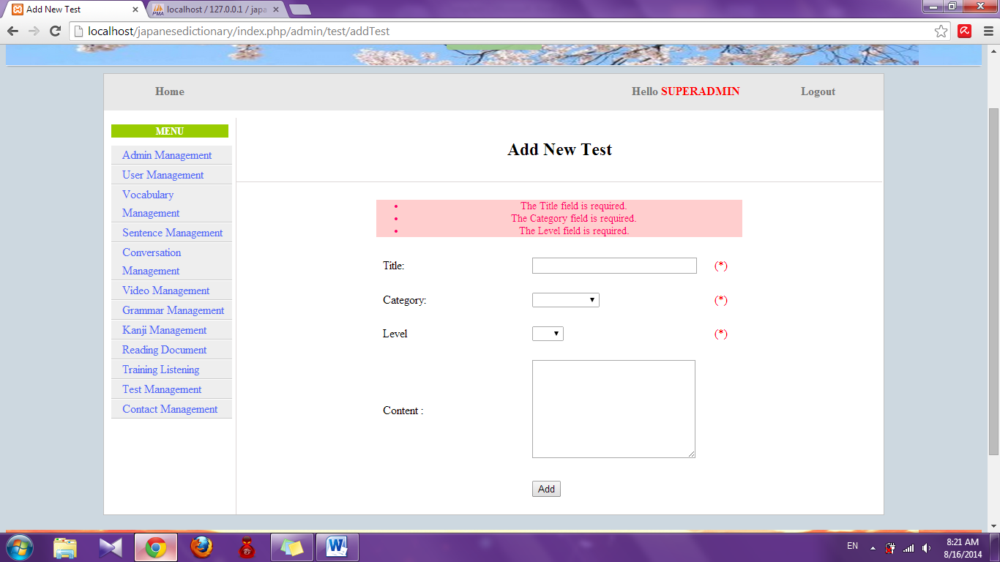 Add New Test
localhost / 127.0.0.1 / japa
localhost/japanesedictionary/index.php/admin/test/addTest
Home
Hello SUPERADMIN
Logout
MENU
Admin Management
User Management
Vocabulary
Management
Sentence Management
Conversation
Management
Video Management
Grammar Management
Kanji Management
Reading Document
Training Listening
Test Management
Contact Management
Add New Test
• The Title field is required.
• The Category field is required.
• The Level field is required.
Title: (*)
Category: (*)
Level (*)
Content :
Add
EN
8:21 AM
8/16/2014